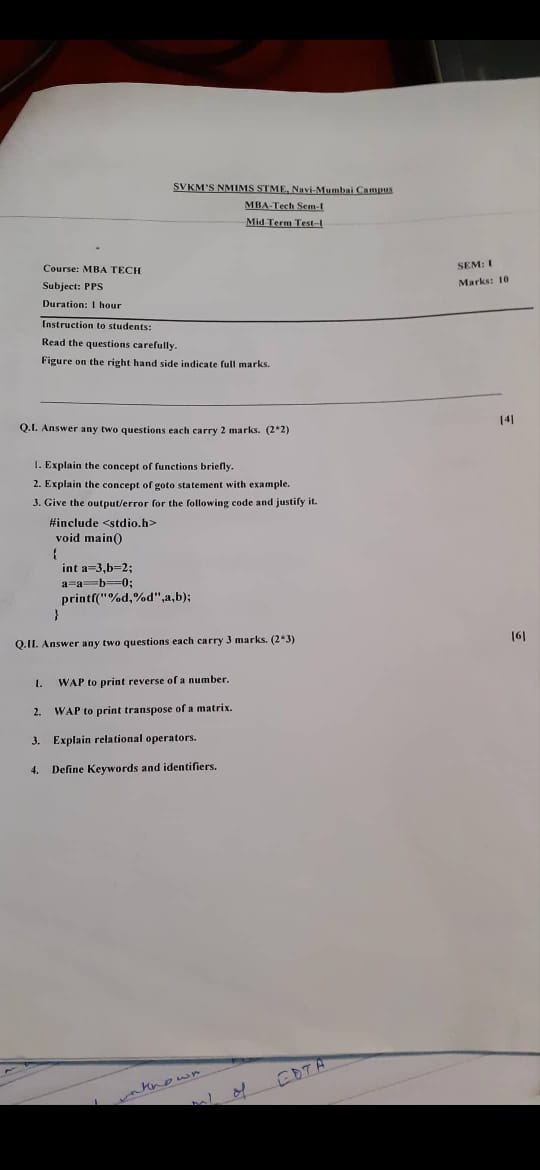 SVKM'S NMIMS STME, Navi-Mumbai Campus
MBA-Tech Sem-I
Mid Term Test-I
Course: MBA TECH
SEM: I
Subject: PPS
Marks: 10
Duration: 1 hour
Instruction to students:
Read the questions carefully.
Figure on the right hand side indicate full marks.
Q.I. Answer any two questions each carry 2 marks. (2*2) [4]
1. Explain the concept of functions briefly.
2. Explain the concept of goto statement with example.
3. Give the output/error for the following code and justify it.
#include <stdio.h>
void main()
{
int a=3,b=2;
a=a==b==0;
printf("%d,%d",a,b);
}
Q.II. Answer any two questions each carry 3 marks. (2*3) [6]
1. WAP to print reverse of a number.
2. WAP to print transpose of a matrix.
3. Explain relational operators.
4. Define Keywords and identifiers.
unknown
of EDTA